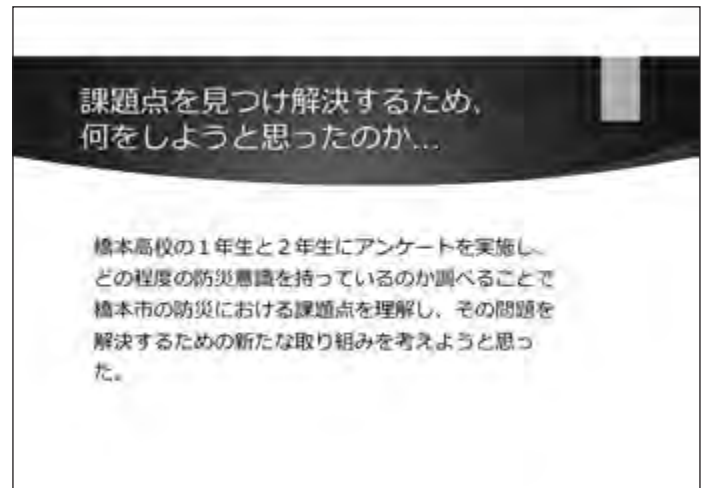 課題点を見つけ解決するため、
何をしようと思ったのか…
橋本高校の１年生と２年生にアンケートを実施し、
どの程度の防災意識を持っているのか調べることで
橋本市の防災における課題点を理解し、その問題を
解決するための新たな取り組みを考えようと思っ
た。